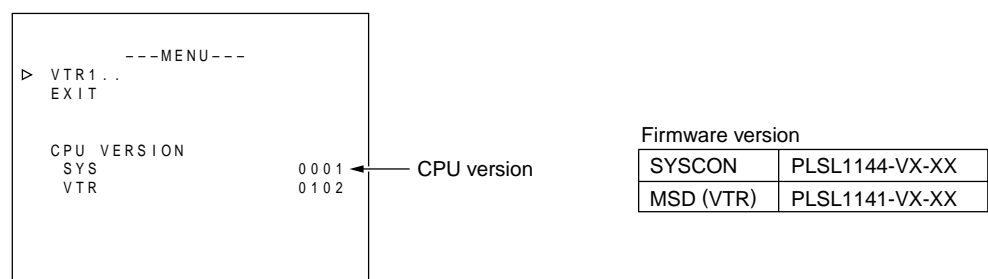 ---MENU---
VTR1..
EXIT
CPU VERSION
SYS 0001
VTR 0102
CPU version
Firmware version
SYSCON PLSL1144-VX-XX
MSD (VTR) PLSL1141-VX-XX